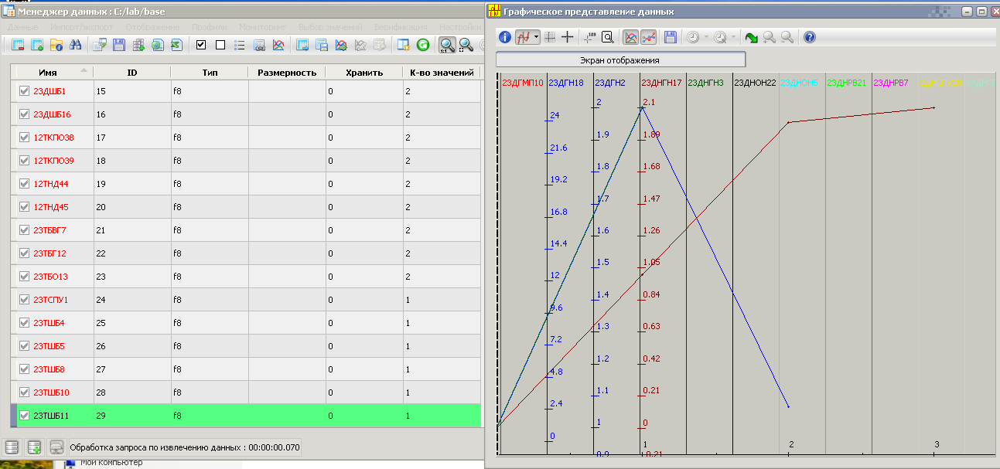 Менеджер данных : C:/lab/base
Данные Импорт/экспорт Отображение Профили Мониторинг Выбор значений Верификация Настройки
Имя ID Тип Размерность Хранить К-во значений
23ДШБ1 15 f8 0 2
23ДШБ16 16 f8 0 2
12ТКПО38 17 f8 0 2
12ТКПО39 18 f8 0 2
12ТНД44 19 f8 0 2
12ТНД45 20 f8 0 2
23ТБВГ7 21 f8 0 2
23ТБГ12 22 f8 0 2
23ТБО13 23 f8 0 2
23ТСПУ1 24 f8 0 1
23ТШБ4 25 f8 0 1
23ТШБ5 26 f8 0 1
23ТШБ8 27 f8 0 1
23ТШБ10 28 f8 0 1
23ТШБ11 29 f8 0 1
Обработка запроса по извлечению данных : 00:00:00.070
Мой компьютер
Графическое представление данных
Экран отображения
23ДГМП10 23ДГН18 23ДГН2 23ДНГН17 23ДНГН3 23ДНОН22 23ДНОН5 23ДНРВ21 23ДНРВ7
2 2.1
24
1.9 1.89
21.6
1.8 1.68
19.2
1.7 1.47
16.8
1.6 1.26
14.4
1.5 1.05
12
1.4 0.84
9.6
1.3 0.63
7.2
1.2 0.42
4.8
1.1 0.21
2.4
1 0
0
1 2 3
0.9 -0.21